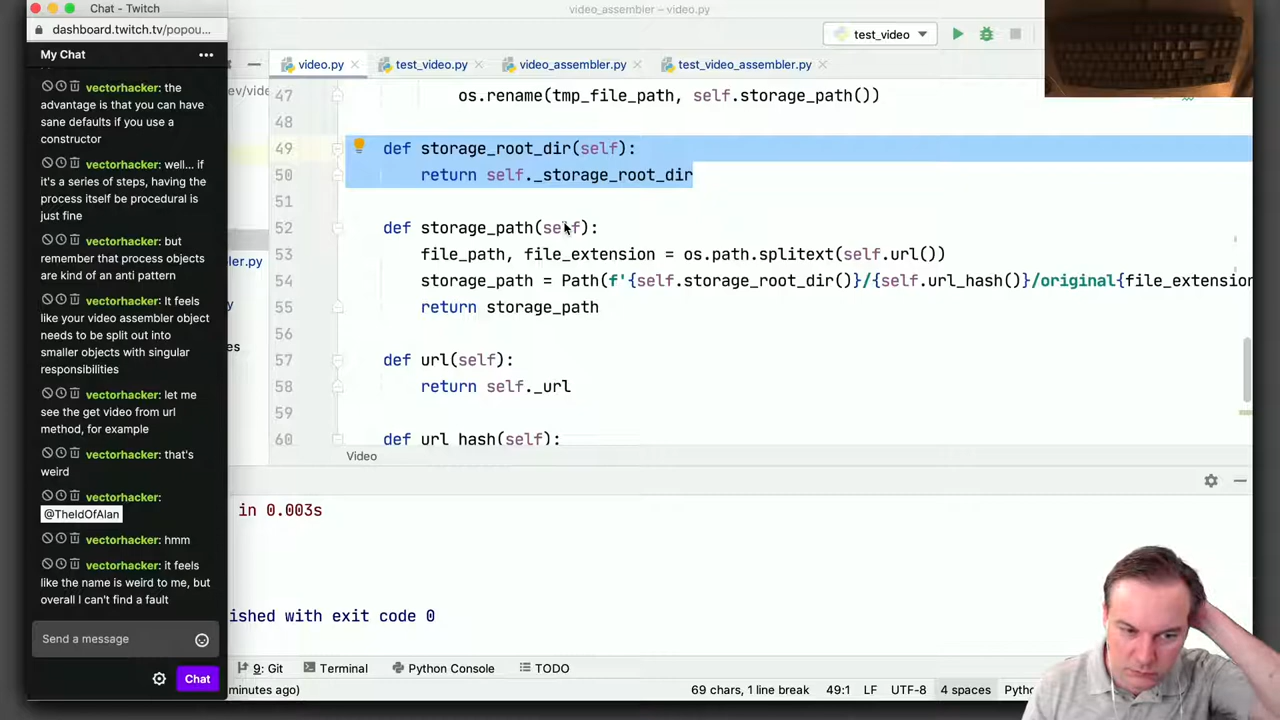 Chat - Twitch
video_assembler – video.py
dashboard.twitch.tv/popou...
test_video
My Chat
video.py
test_video.py
video_assembler.py
test_video_assembler.py
vectorhacker: the
advantage is that you can have
sane defaults if you use a
constructor
vectorhacker: well... if
it's a series of steps, having the
process itself be procedural is
just fine
vectorhacker: but
remember that process objects
are kind of an anti pattern
vectorhacker: It feels
like your video assembler object
needs to be split out into
smaller objects with singular
responsibilities
vectorhacker: let me
see the get video from url
method, for example
vectorhacker: that's
weird
vectorhacker:
@TheIdOfAlan
vectorhacker: hmm
vectorhacker: it feels
like the name is weird to me, but
overall I can't find a fault
Send a message
Chat
ev/vide
ler.py
y
es
47 os.rename(tmp_file_path, self.storage_path())
48
49 def storage_root_dir(self):
50 return self._storage_root_dir
51
52 def storage_path(self):
53 file_path, file_extension = os.path.splitext(self.url())
54 storage_path = Path(f'{self.storage_root_dir()}/{self.url_hash()}/original{file_extension
55 return storage_path
56
57 def url(self):
58 return self._url
59
60 def url_hash(self):
Video
in 0.003s
ished with exit code 0
9: Git
Terminal
Python Console
TODO
minutes ago)
69 chars, 1 line break
49:1
LF
UTF-8
4 spaces
Pytho